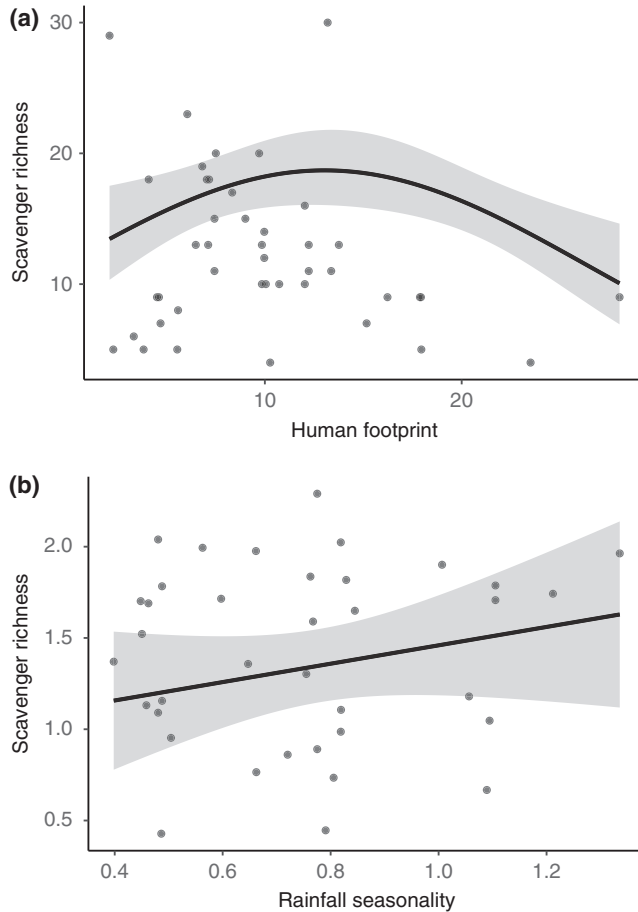 (a)
30
20
10
Scavenger richness
10
20
Human footprint
(b)
2.0
1.5
1.0
0.5
Scavenger richness
0.4
0.6
0.8
1.0
1.2
Rainfall seasonality